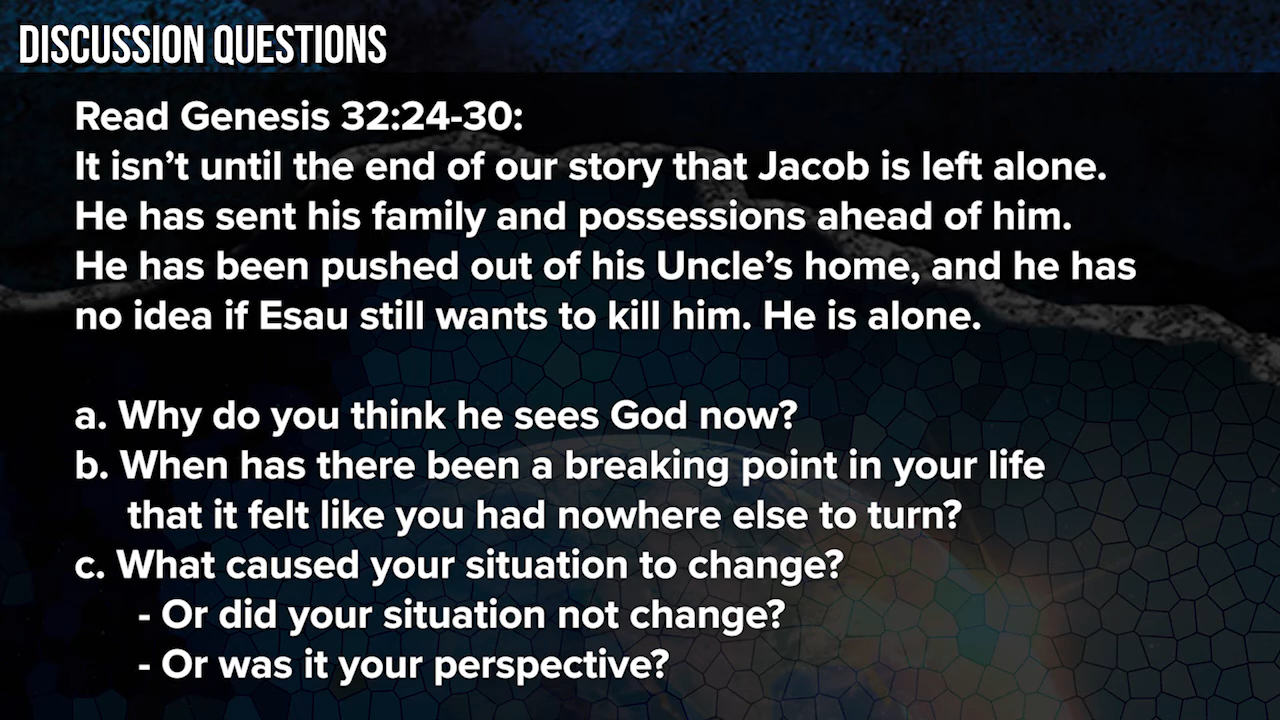 DISCUSSION QUESTIONS
Read Genesis 32:24-30:
It isn’t until the end of our story that Jacob is left alone.
He has sent his family and possessions ahead of him.
He has been pushed out of his Uncle’s home, and he has
no idea if Esau still wants to kill him. He is alone.
a. Why do you think he sees God now?
b. When has there been a breaking point in your life
that it felt like you had nowhere else to turn?
c. What caused your situation to change?
- Or did your situation not change?
- Or was it your perspective?